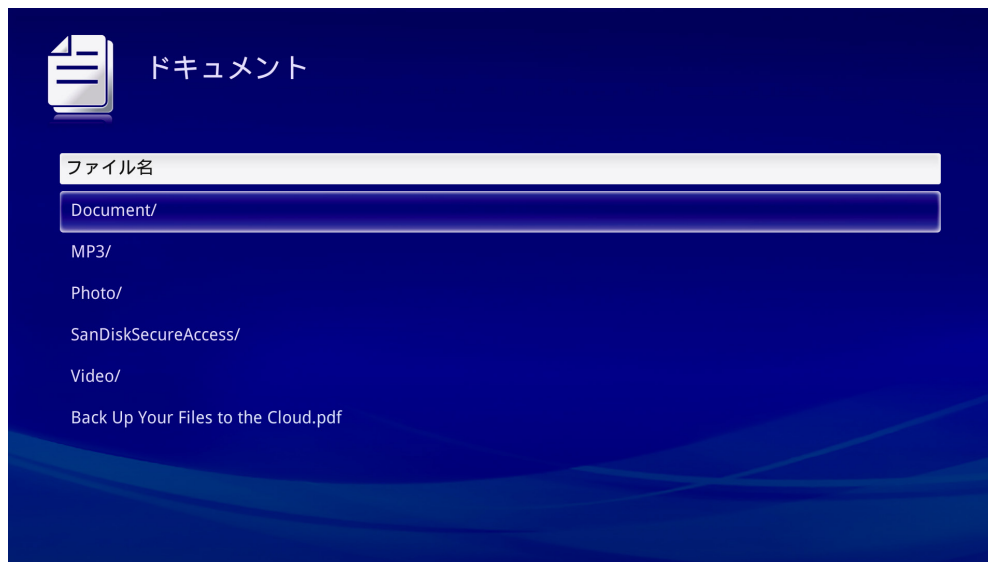 ドキュメント
ファイル名
Document/
MP3/
Photo/
SanDiskSecureAccess/
Video/
Back Up Your Files to the Cloud.pdf